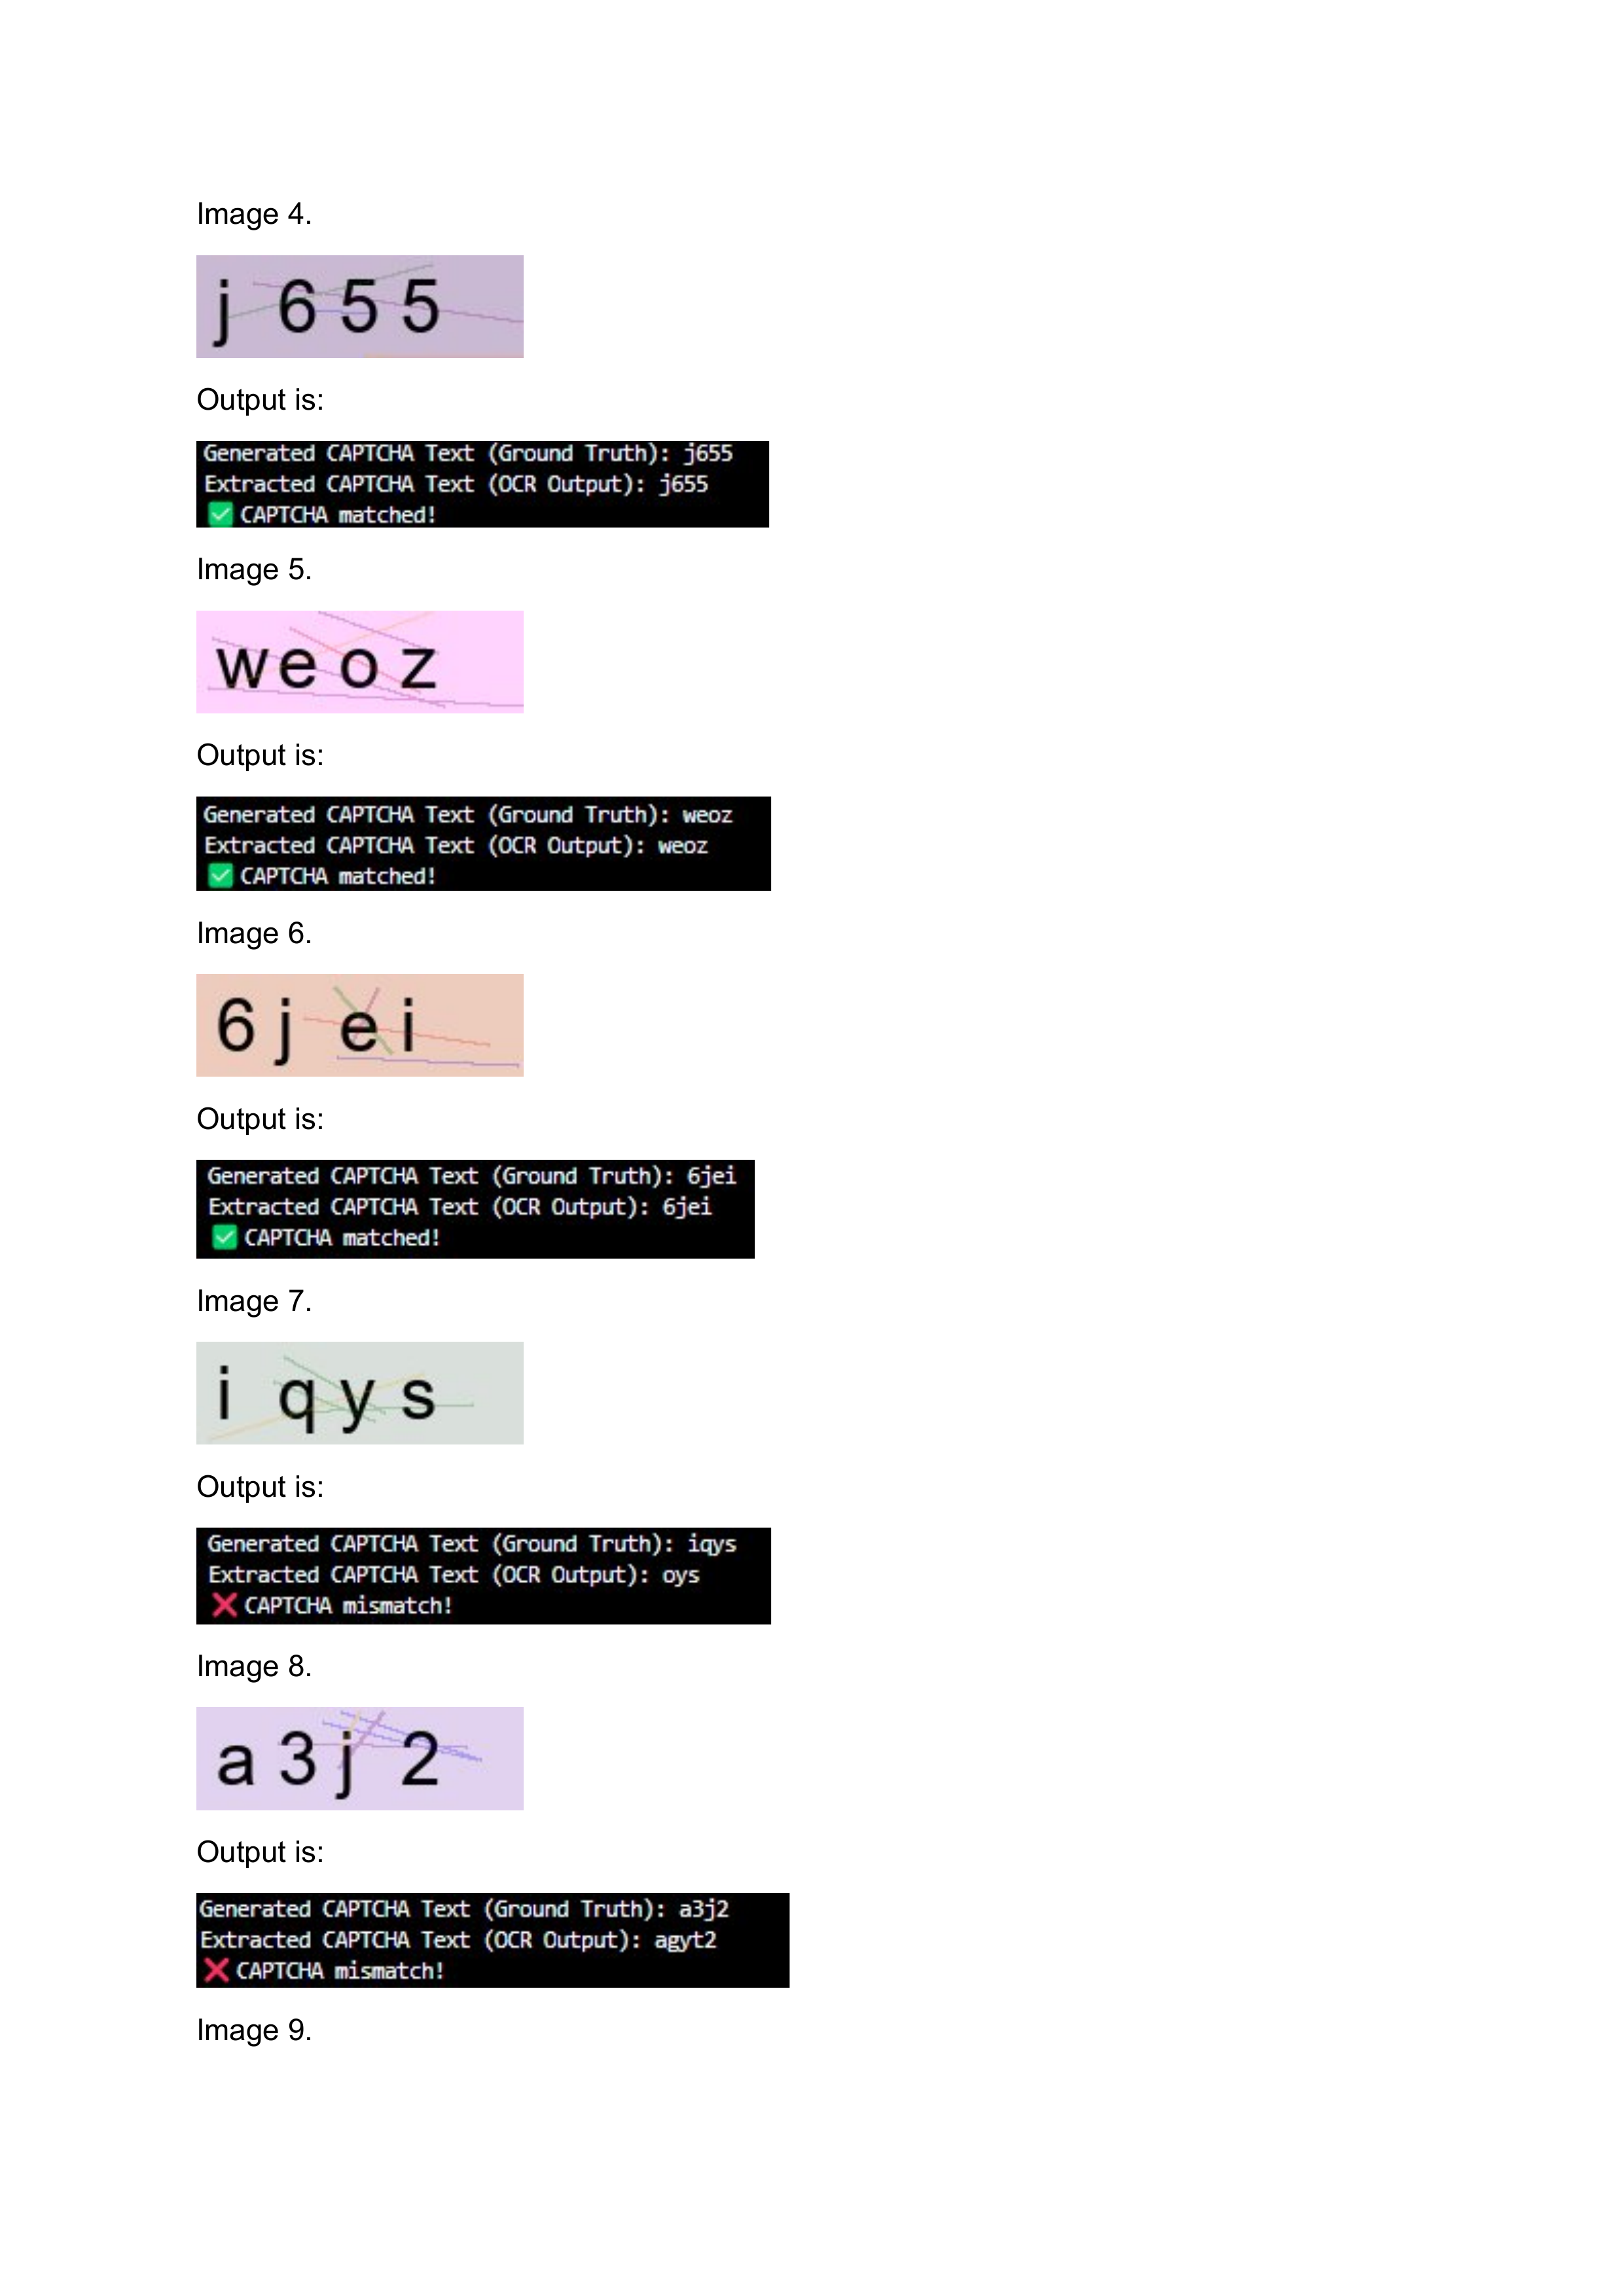 Image 4.
j 6 5 5
Output is:
Generated CAPTCHA Text (Ground Truth): j655
Extracted CAPTCHA Text (OCR Output): j655
✅ CAPTCHA matched!
Image 5.
w e o z
Output is:
Generated CAPTCHA Text (Ground Truth): weoz
Extracted CAPTCHA Text (OCR Output): weoz
✅ CAPTCHA matched!
Image 6.
6 j e i
Output is:
Generated CAPTCHA Text (Ground Truth): 6jei
Extracted CAPTCHA Text (OCR Output): 6jei
✅ CAPTCHA matched!
Image 7.
i q y s
Output is:
Generated CAPTCHA Text (Ground Truth): iqys
Extracted CAPTCHA Text (OCR Output): oys
❌ CAPTCHA mismatch!
Image 8.
a 3 j 2
Output is:
Generated CAPTCHA Text (Ground Truth): a3j2
Extracted CAPTCHA Text (OCR Output): agyt2
❌ CAPTCHA mismatch!
Image 9.